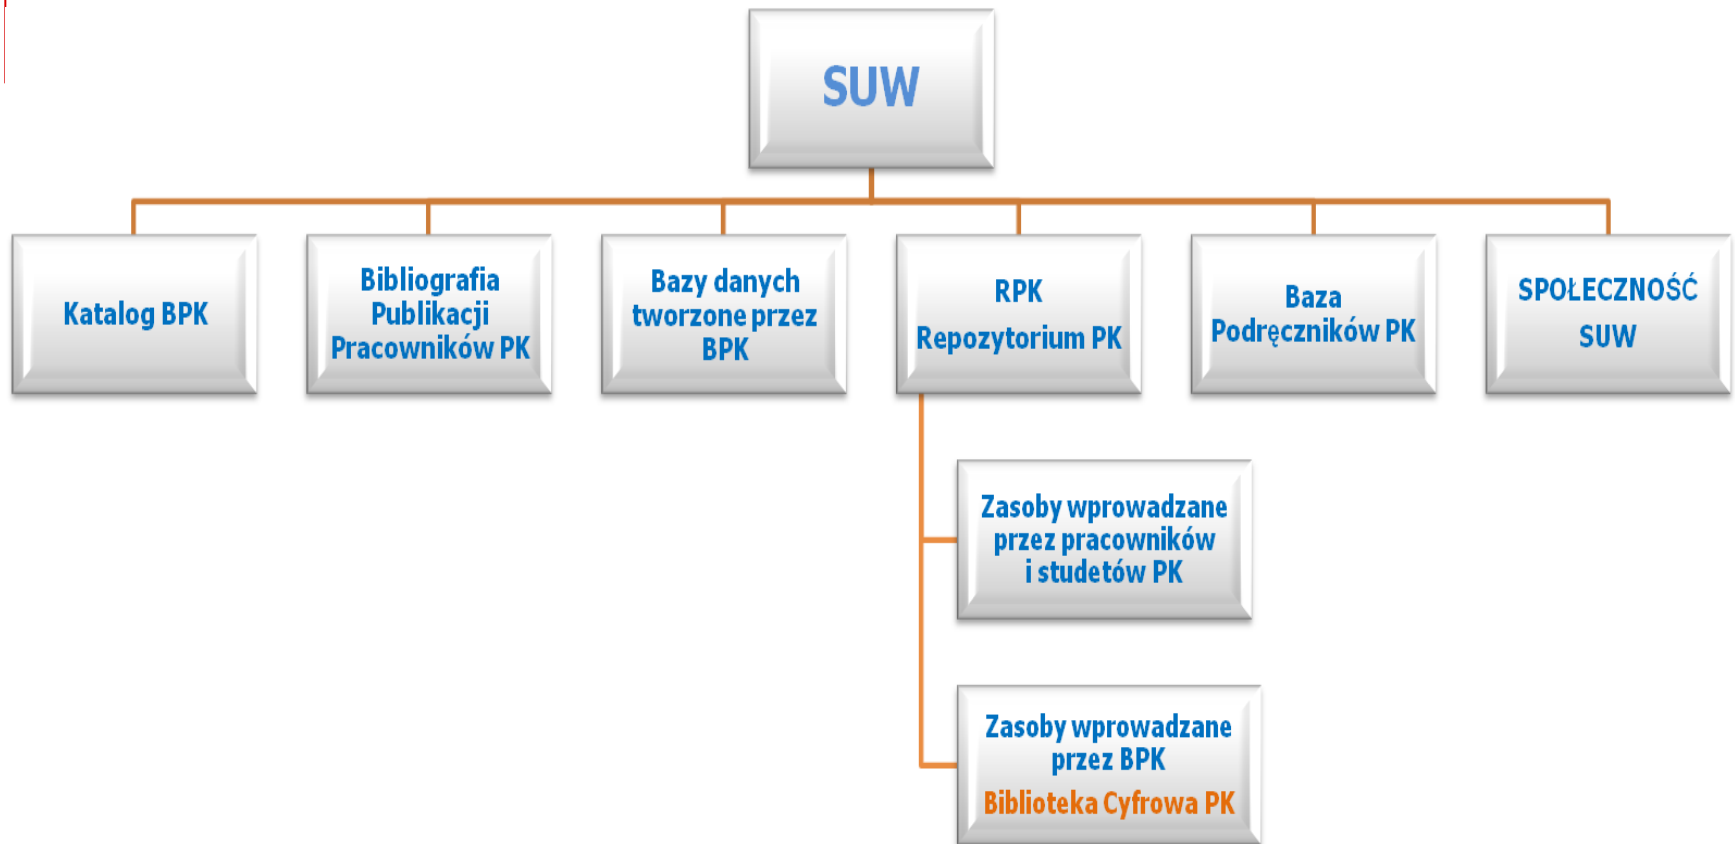 SUW
Katalog BPK
Bibliografia
Publikacji
Pracowników PK
Bazy danych
tworzone przez
BPK
RPK
Repozytorium PK
Baza
Podręczników PK
SPOŁECZNOŚĆ
SUW
Zasoby wprowadzane
przez pracowników
i studetów PK
Zasoby wprowadzane
przez BPK
Biblioteka Cyfrowa PK